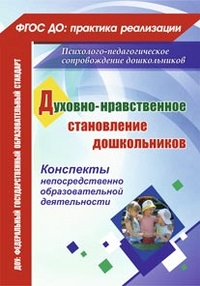 ФГОС ДО: практика реализации
Психолого-педагогическое
сопровождение дошкольников
Духовно-нравственное
становление
дошкольников
Конспекты
непосредственно
образовательной
деятельности
ДОУ: ФЕДЕРАЛЬНЫЙ ГОСУДАРСТВЕННЫЙ ОБРАЗОВАТЕЛЬНЫЙ СТАНДАРТ